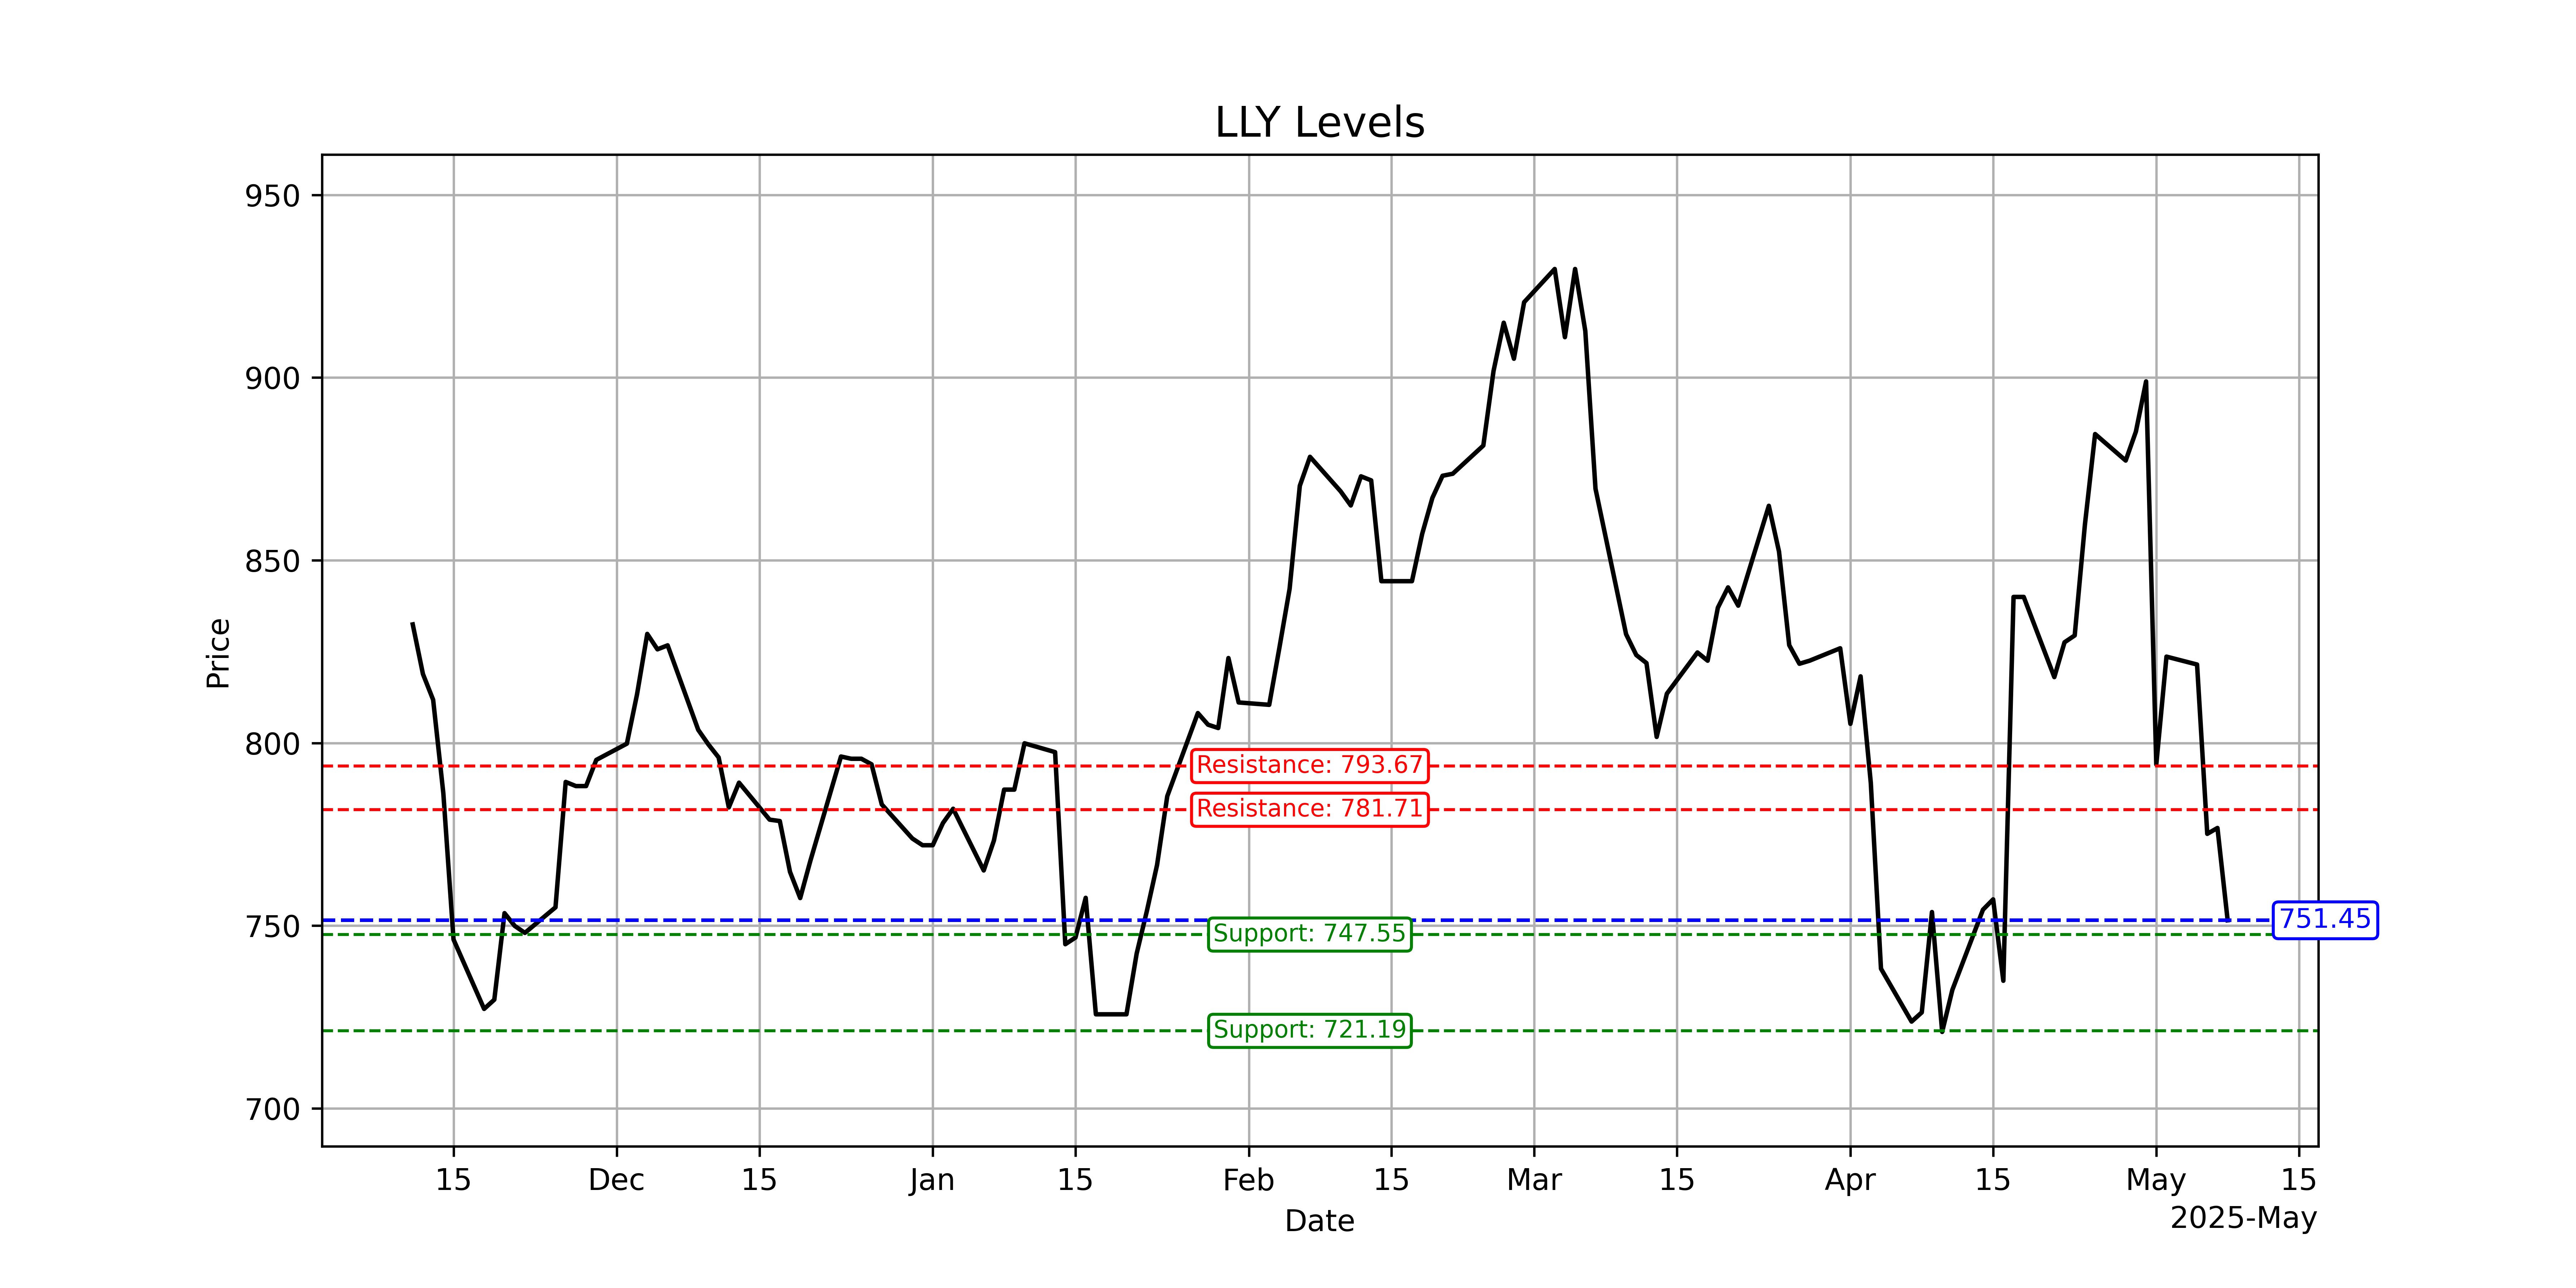 LLY Levels
950
900
850
800
750
700
Price
Resistance: 793.67
Resistance: 781.71
751.45
Support: 747.55
Support: 721.19
15 Dec 15 Jan 15 Feb 15 Mar 15 Apr 15 May 15
Date
2025-May